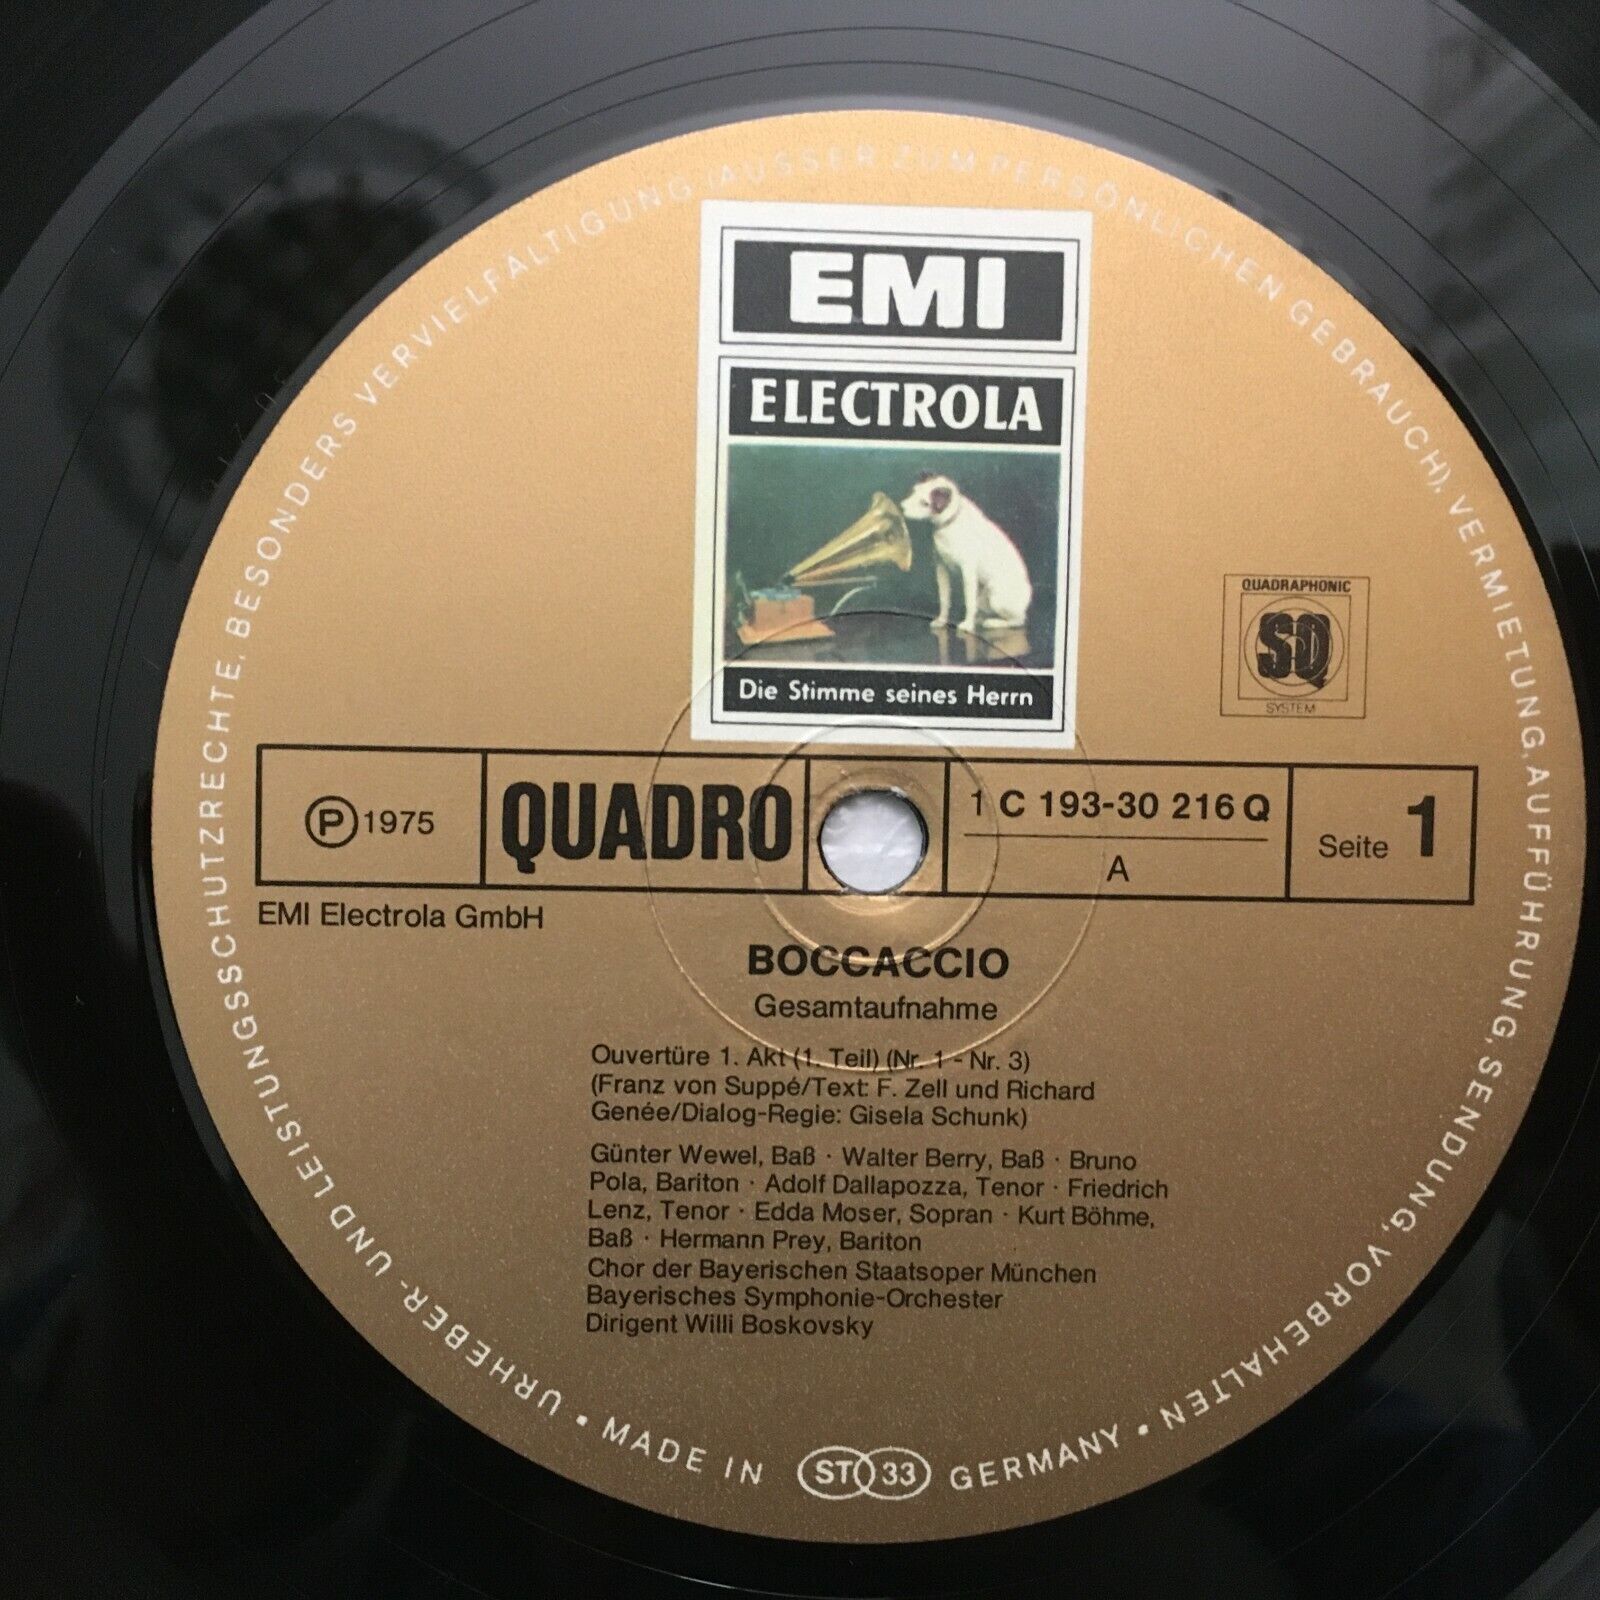 EMI
ELECTROLA
Die Stimme seines Herrn
QUADRAPHONIC
SQ
SYSTEM
Ⓟ 1975
QUADRO
1 C 193-30 216 Q
A
Seite 1
EMI Electrola GmbH
BOCCACCIO
Gesamtaufnahme
Ouvertüre 1. Akt (1. Teil) (Nr. 1 - Nr. 3)
(Franz von Suppé/Text: F. Zell und Richard
Genée/Dialog-Regie: Gisela Schunk)
Günter Wewel, Baß · Walter Berry, Baß · Bruno
Pola, Bariton · Adolf Dallapozza, Tenor · Friedrich
Lenz, Tenor · Edda Moser, Sopran · Kurt Böhme,
Baß · Hermann Prey, Bariton
Chor der Bayerischen Staatsoper München
Bayerisches Symphonie-Orchester
Dirigent Willi Boskovsky
URHEBER- UND LEISTUNGSSCHUTZRECHTE, BESONDERS VERVIELFÄLTIGUNG (AUSSER ZUM PERSÖNLICHEN GEBRAUCH), VERMIETUNG, AUFFÜHRUNG, SENDUNG, VORBEHALTEN •
MADE IN ST 33 GERMANY •